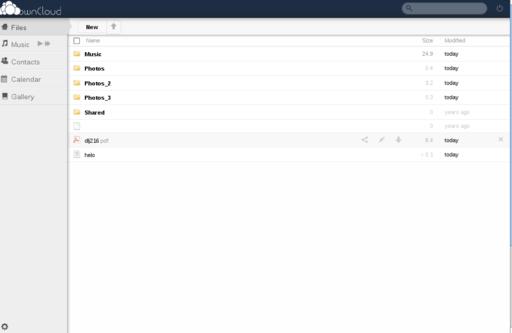 ownCloud
Files
Music
Contacts
Calendar
Gallery
New
Name Size Modified
Music 24.9 today
Photos 0.4 today
Photos_2 3.2 today
Photos_3 0.3 today
Shared 0 years ago
0 years ago
dj216.pdf 8.4 today
helo < 0.1 today